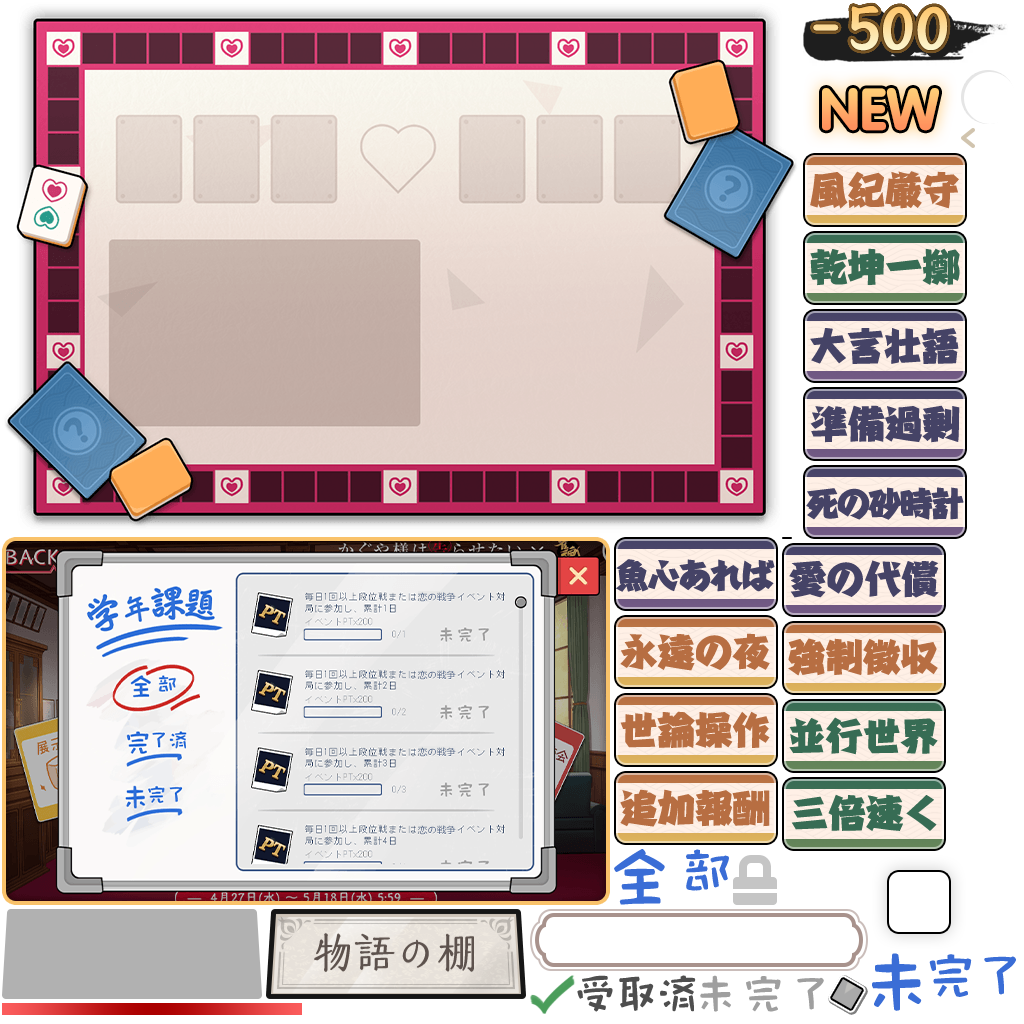 -500
NEW
風紀厳守
乾坤一擲
大言壮語
準備過剰
死の砂時計
BACK
学年課題
全部
完了済
未完了
PT
毎日1回以上段位戦または恋の戦争イベント対
局に参加し、累計1日
イベントPTx200
0/1
未完了
PT
毎日1回以上段位戦または恋の戦争イベント対
局に参加し、累計2日
イベントPTx200
0/2
未完了
PT
毎日1回以上段位戦または恋の戦争イベント対
局に参加し、累計3日
イベントPTx200
0/3
未完了
PT
毎日1回以上段位戦または恋の戦争イベント対
局に参加し、累計4日
イベントPTx200
4月27日(水) ～ 5月18日(水) 5:59
魚心あれば
愛の代償
永遠の夜
強制徴収
世論操作
並行世界
追加報酬
三倍速く
全部
物語の棚
受取済
未完了
未完了